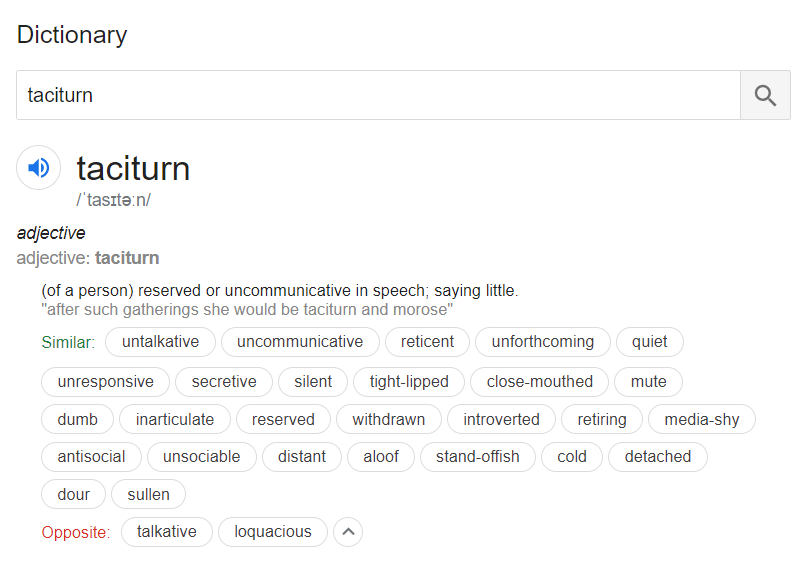 Dictionary
taciturn
taciturn
/ˈtasɪtəːn/
adjective
adjective: taciturn
(of a person) reserved or uncommunicative in speech; saying little.
"after such gatherings she would be taciturn and morose"
Similar: untalkative uncommunicative reticent unforthcoming quiet
unresponsive secretive silent tight-lipped close-mouthed mute
dumb inarticulate reserved withdrawn introverted retiring media-shy
antisocial unsociable distant aloof stand-offish cold detached
dour sullen
Opposite: talkative loquacious